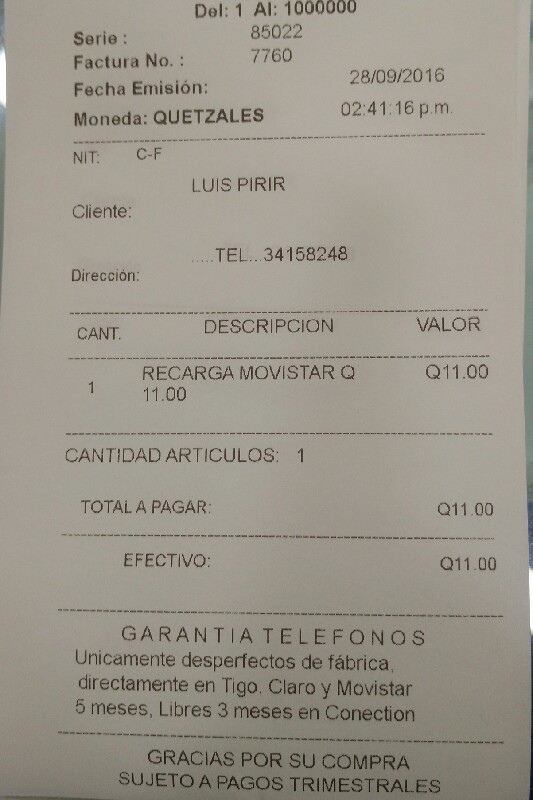 Del: 1 Al: 1000000
Serie : 85022
Factura No. : 7760
Fecha Emisión: 28/09/2016
Moneda: QUETZALES 02:41:16 p.m.
NIT: C-F
LUIS PIRIR
Cliente:
.....TEL...34158248
Dirección:
CANT. DESCRIPCION VALOR
1 RECARGA MOVISTAR Q Q11.00
11.00
CANTIDAD ARTICULOS: 1
TOTAL A PAGAR: Q11.00
EFECTIVO: Q11.00
GARANTIA TELEFONOS
Unicamente desperfectos de fábrica,
directamente en Tigo, Claro y Movistar
5 meses, Libres 3 meses en Conection
GRACIAS POR SU COMPRA
SUJETO A PAGOS TRIMESTRALES